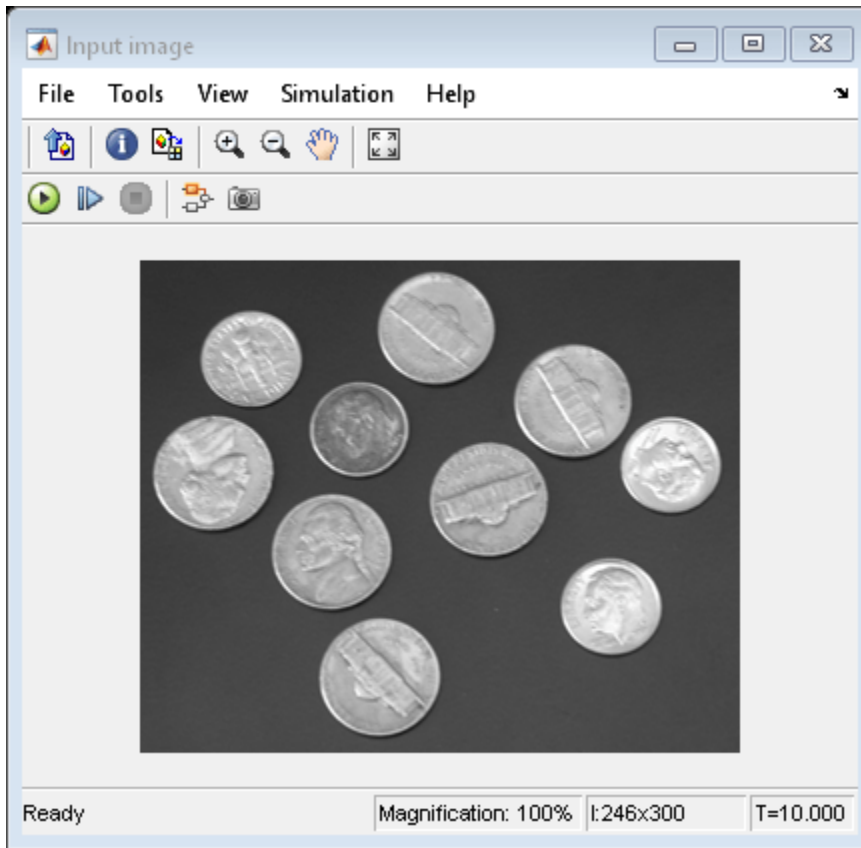 Input image
File Tools View Simulation Help
Ready Magnification: 100% I:246x300 T=10.000